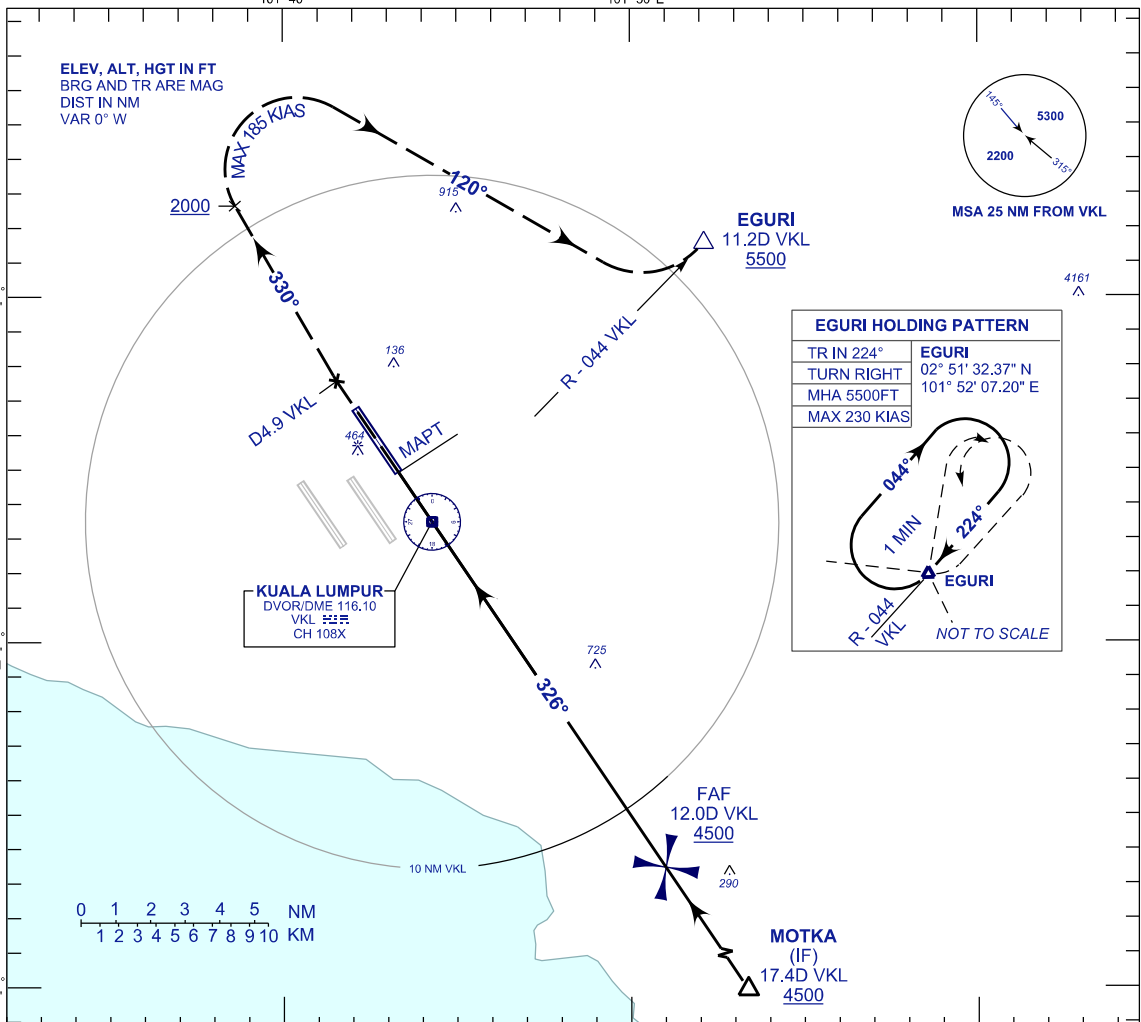 ELEV, ALT, HGT IN FT
BRG AND TR ARE MAG
DIST IN NM
VAR 0° W
MAX 185 KIAS
2000
120°
915
330°
EGURI
11.2D VKL
5500
R - 044 VKL
145°
5300
2200
315°
MSA 25 NM FROM VKL
4161
136
D4.9 VKL
464
MAPT
EGURI HOLDING PATTERN
TR IN 224°
TURN RIGHT
MHA 5500FT
MAX 230 KIAS
EGURI
02° 51' 32.37" N
101° 52' 07.20" E
044°
1 MIN
224°
EGURI
R - 044
VKL
NOT TO SCALE
KUALA LUMPUR
DVOR/DME 116.10
VKL
CH 108X
725
326°
FAF
12.0D VKL
4500
290
10 NM VKL
MOTKA
(IF)
17.4D VKL
4500
0 1 2 3 4 5 NM
1 2 3 4 5 6 7 8 9 10 KM